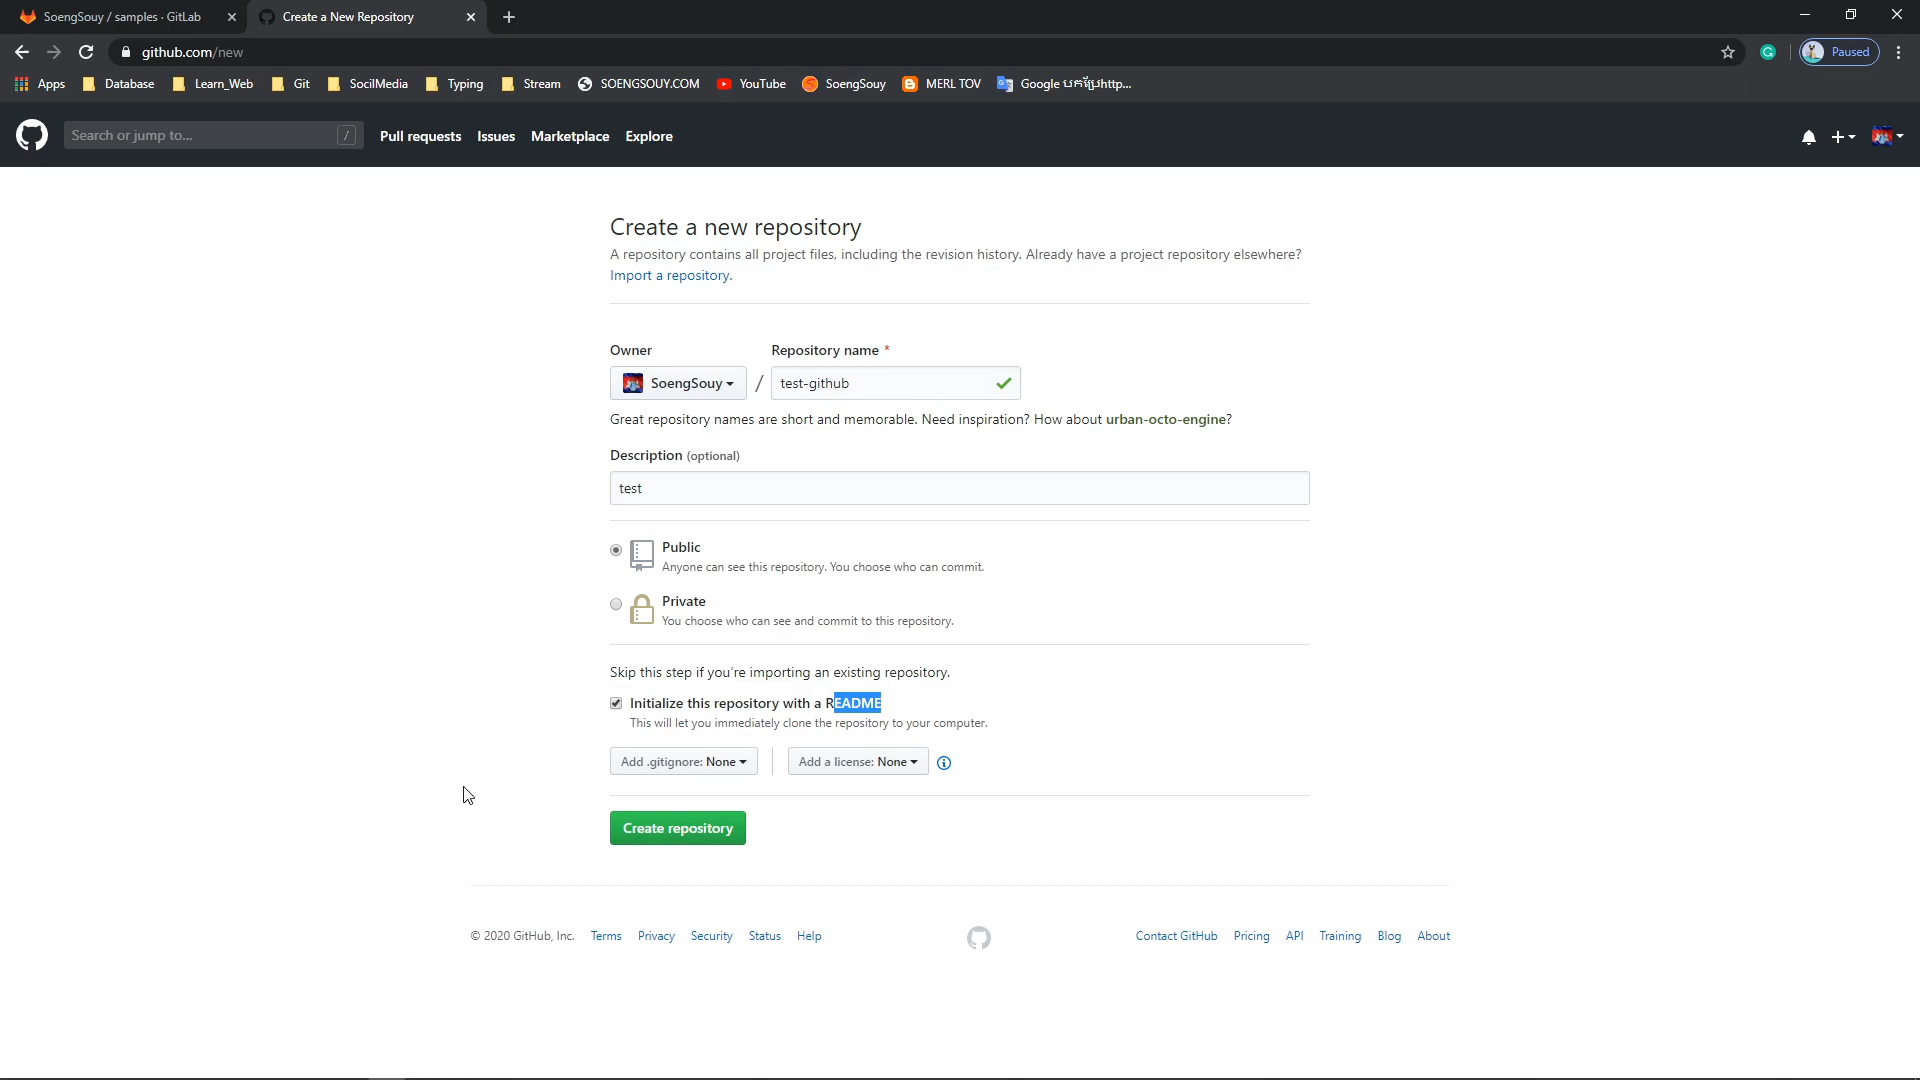 SoengSouy / samples · GitLab
Create a New Repository
github.com/new
Paused
Apps
Database
Learn_Web
Git
SocilMedia
Typing
Stream
SOENGSOUY.COM
YouTube
SoengSouy
MERL TOV
Google បកប្រែhttp...
Search or jump to...
/
Pull requests
Issues
Marketplace
Explore
Create a new repository
A repository contains all project files, including the revision history. Already have a project repository elsewhere?
Import a repository.
Owner
Repository name *
SoengSouy
/
test-github
Great repository names are short and memorable. Need inspiration? How about urban-octo-engine?
Description (optional)
test
Public
Anyone can see this repository. You choose who can commit.
Private
You choose who can see and commit to this repository.
Skip this step if you're importing an existing repository.
Initialize this repository with a README
This will let you immediately clone the repository to your computer.
Add .gitignore: None
Add a license: None
Create repository
© 2020 GitHub, Inc.
Terms
Privacy
Security
Status
Help
Contact GitHub
Pricing
API
Training
Blog
About